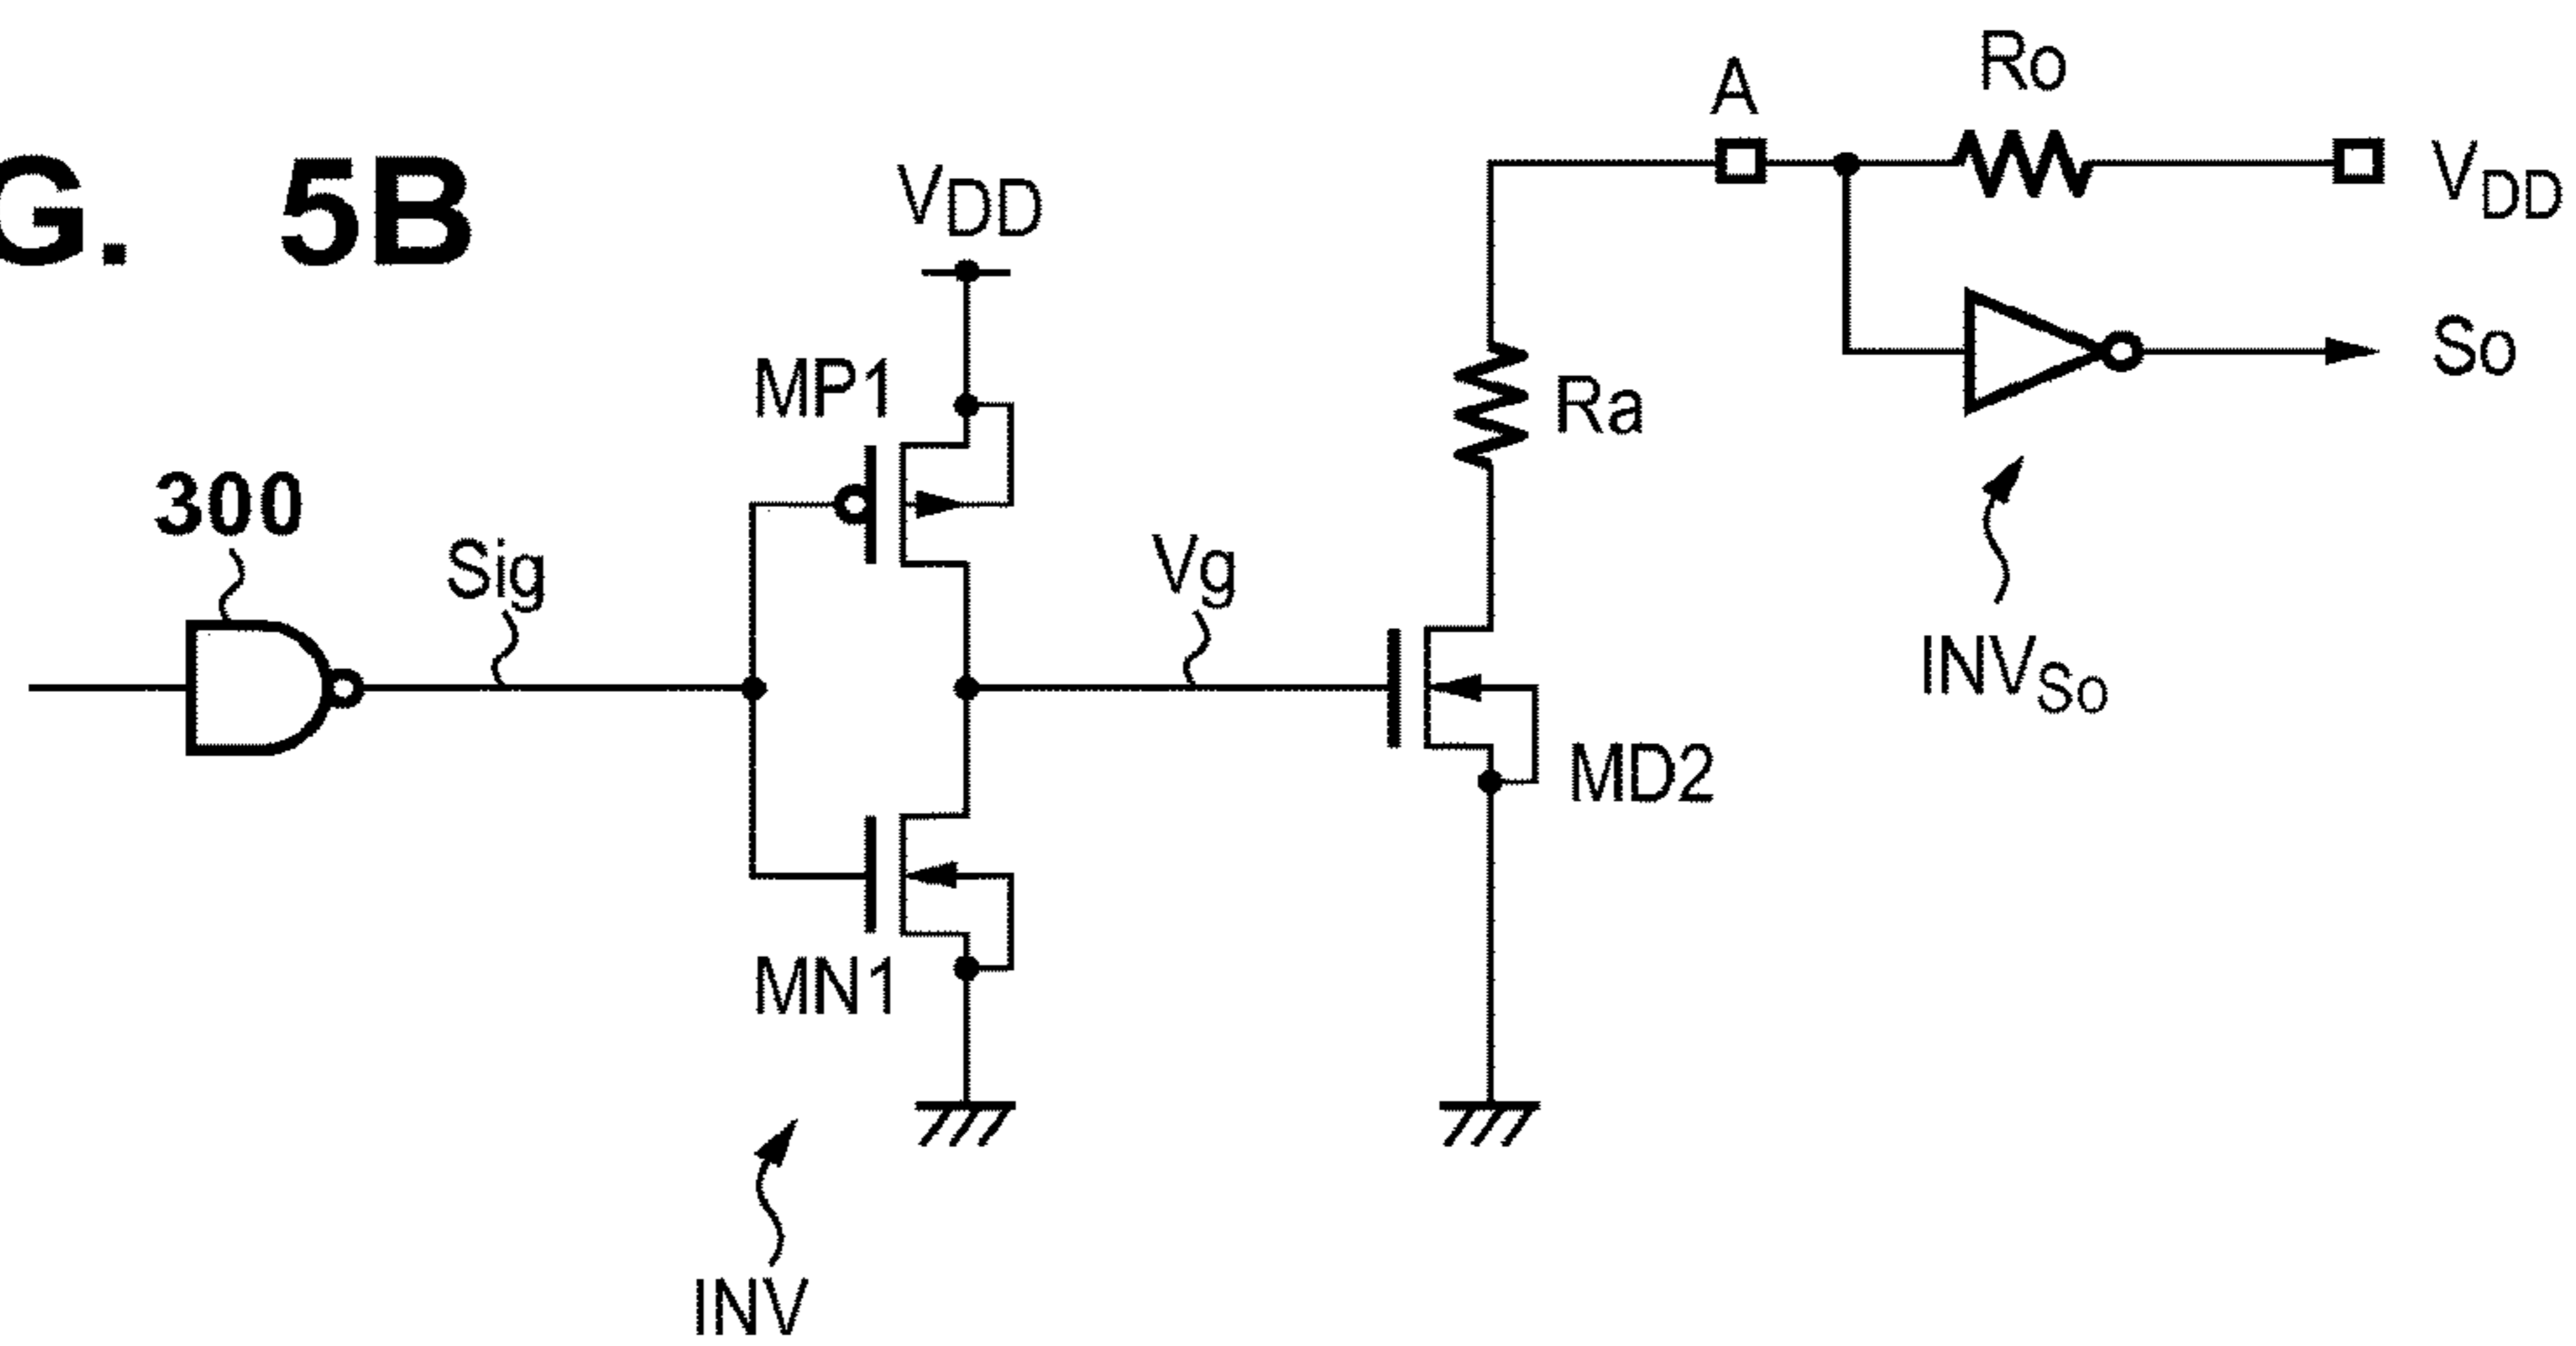 G. 5B
A
Ro
VDD
VDD
So
MP1
Ra
300
Sig
Vg
INVSo
MD2
MN1
INV